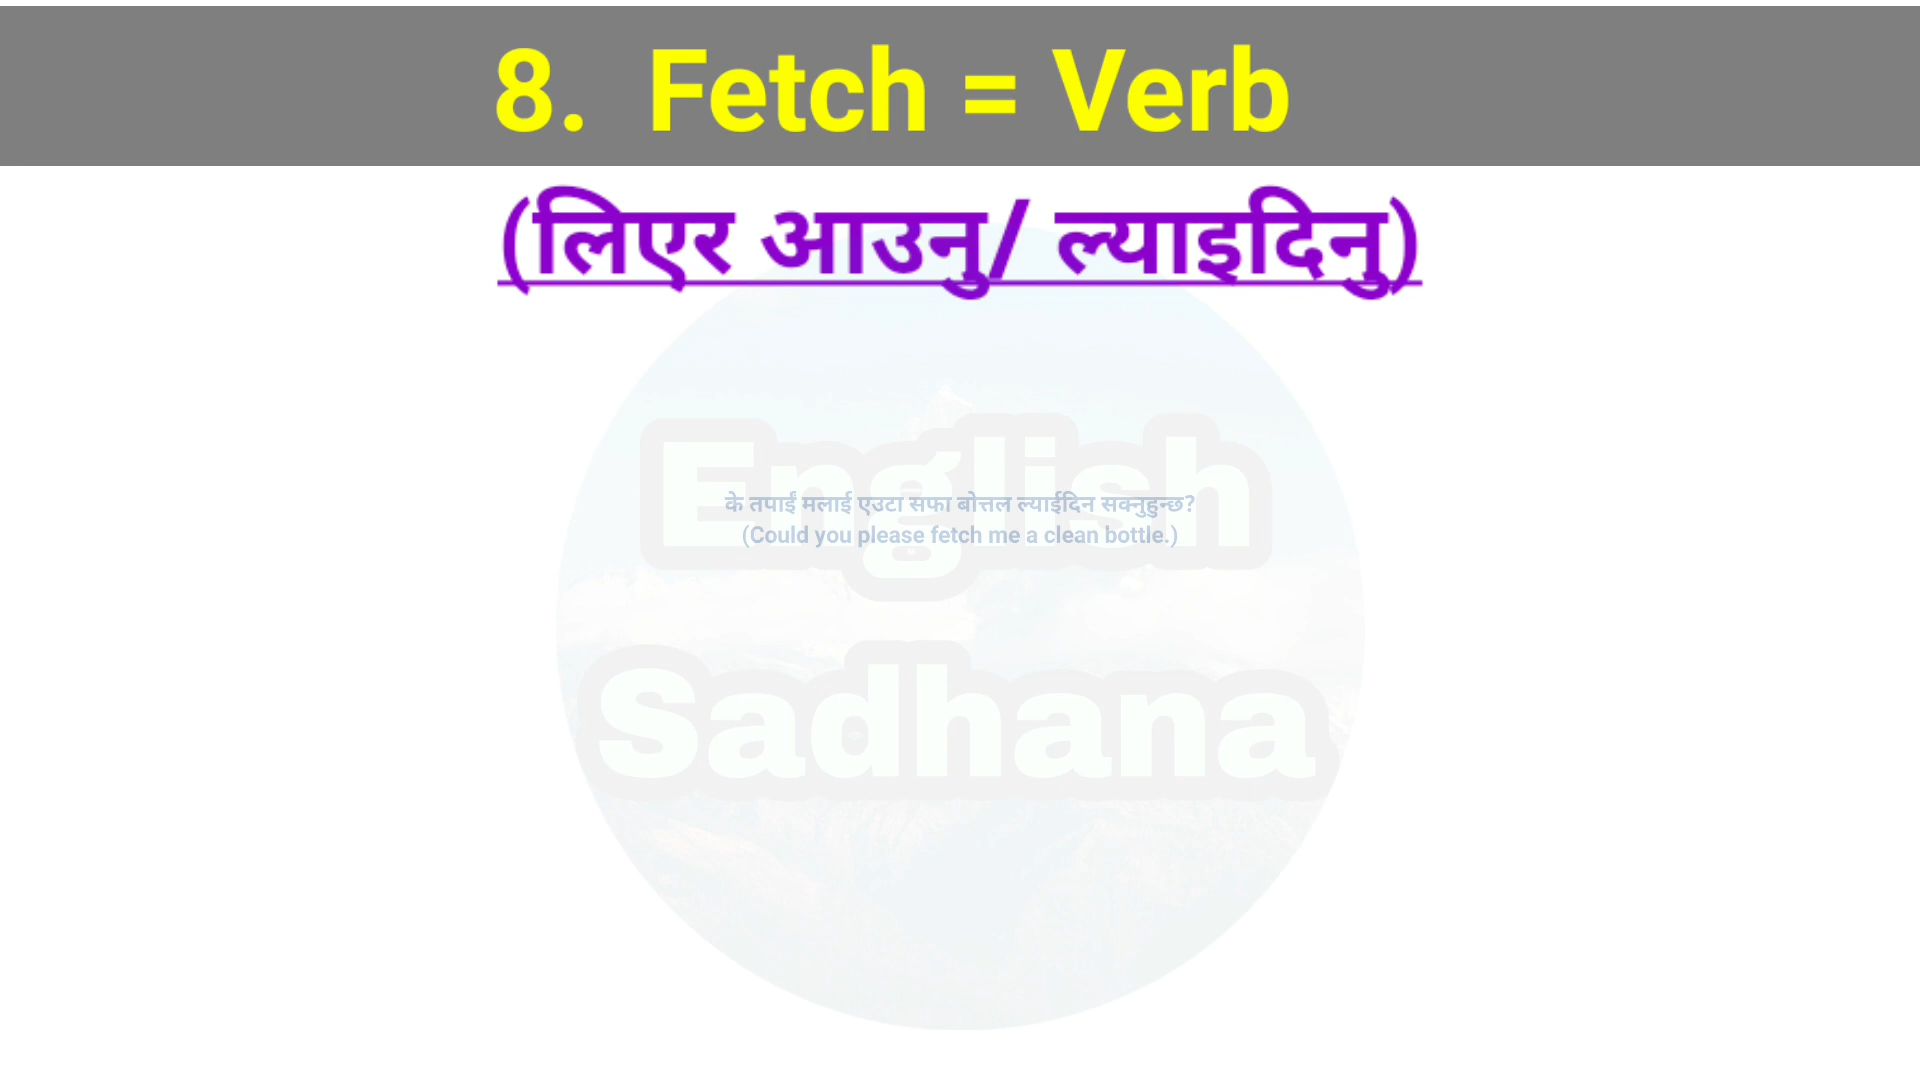 8. Fetch = Verb
(लिएर आउनु/ ल्याइदिनु)
के तपाईं मलाई एउटा सफा बोत्तल ल्याईदिन सक्नुहुन्छ?
(Could you please fetch me a clean bottle.)
English
Sadhana